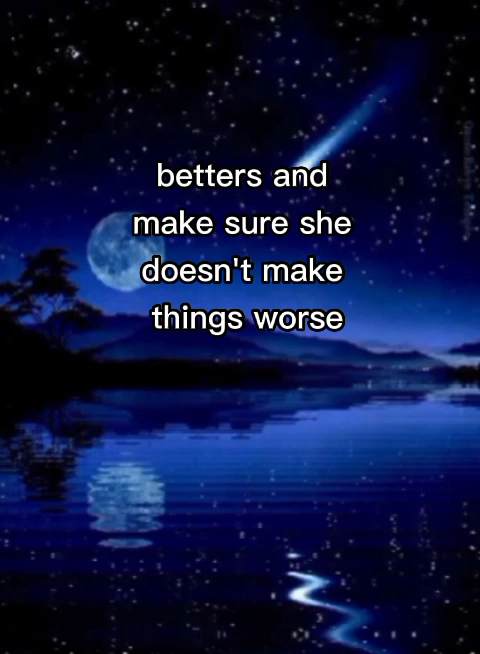 betters and
make sure she
doesn't make
things worse